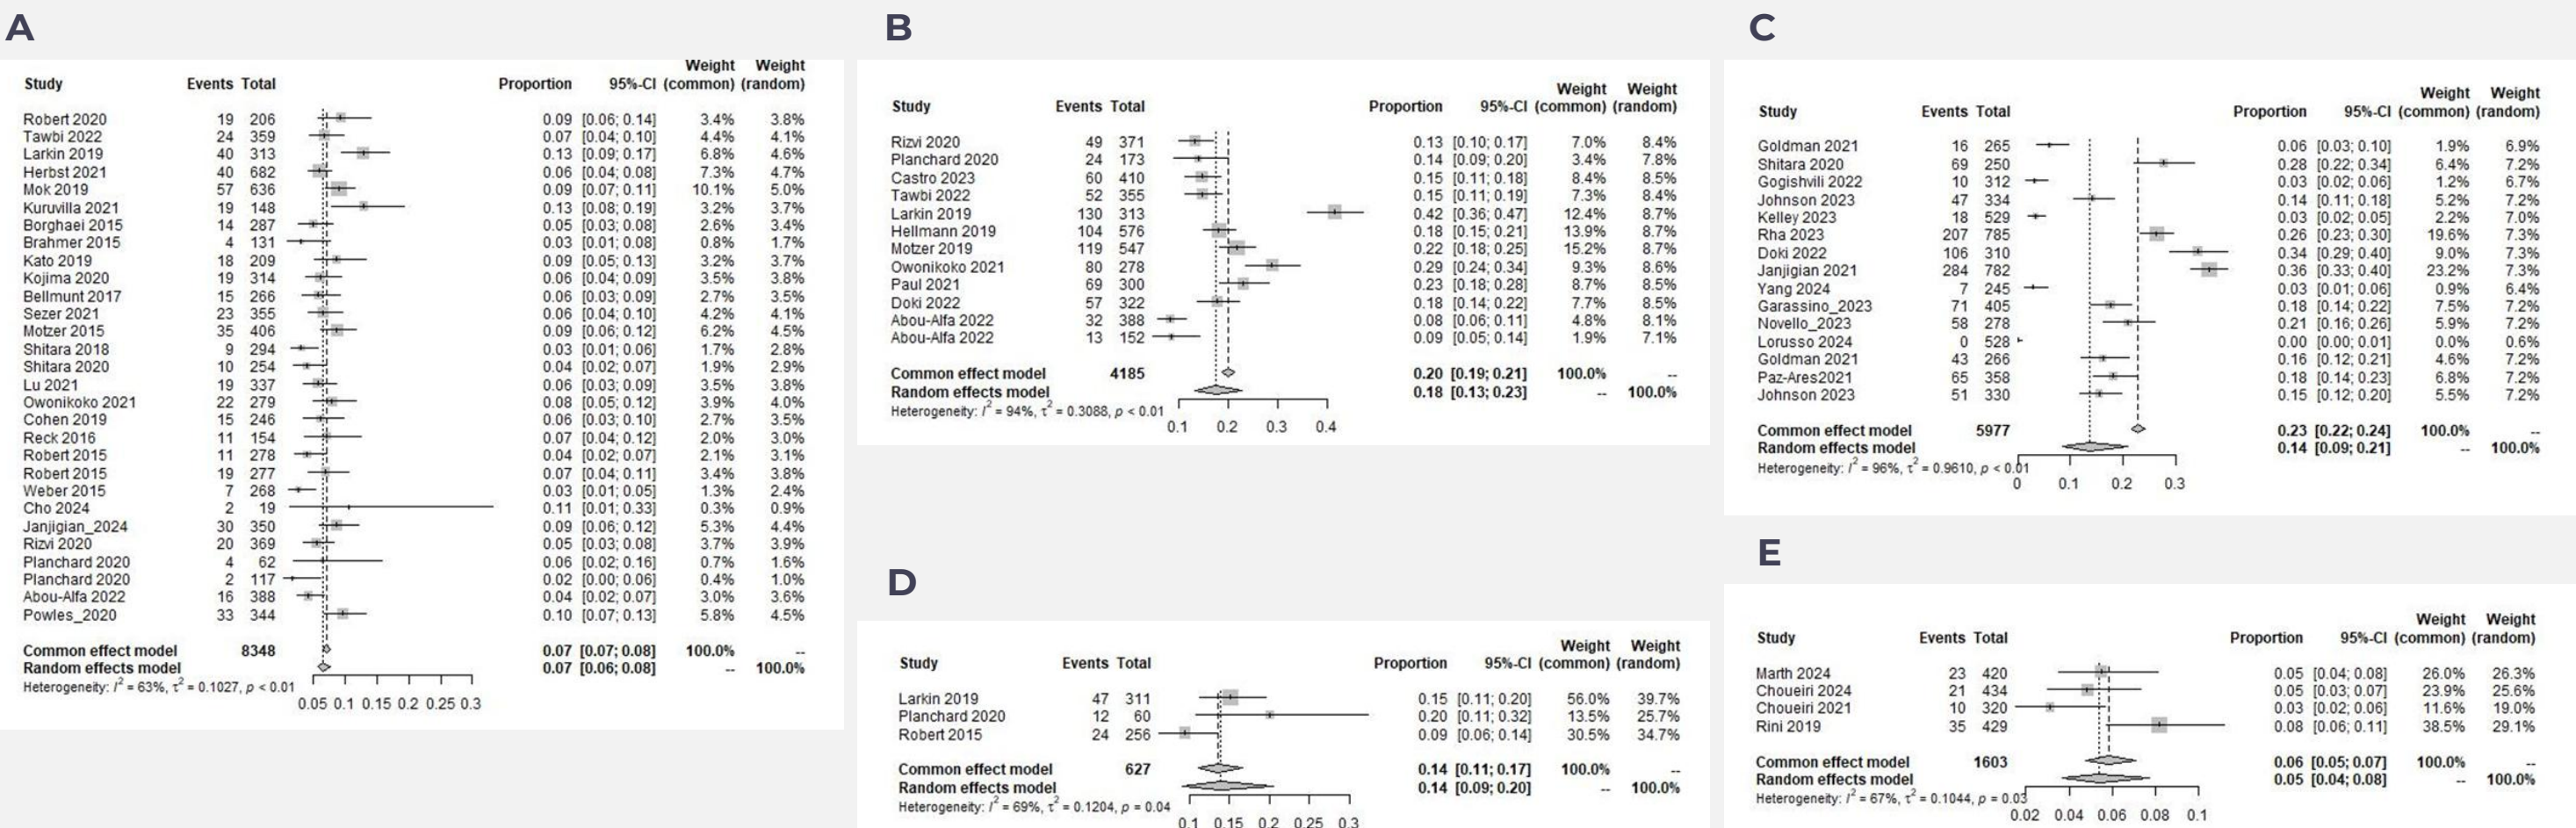 A
Weight Weight
Study Events Total Proportion 95%-CI (common) (random)
Robert 2020 19 206 0.09 [0.06; 0.14] 3.4% 3.8%
Tawbi 2022 24 359 0.07 [0.04; 0.10] 4.4% 4.1%
Larkin 2019 40 313 0.13 [0.09; 0.17] 6.8% 4.6%
Herbst 2021 40 682 0.06 [0.04; 0.08] 7.3% 4.7%
Mok 2019 57 636 0.09 [0.07; 0.11] 10.1% 5.0%
Kuruvilla 2021 19 148 0.13 [0.08; 0.19] 3.2% 3.7%
Borghaei 2015 14 287 0.05 [0.03; 0.08] 2.6% 3.4%
Brahmer 2015 4 131 0.03 [0.01; 0.08] 0.8% 1.7%
Kato 2019 18 209 0.09 [0.05; 0.13] 3.2% 3.7%
Kojima 2020 19 314 0.06 [0.04; 0.09] 3.5% 3.8%
Bellmunt 2017 15 266 0.06 [0.03; 0.09] 2.7% 3.5%
Sezer 2021 23 355 0.06 [0.04; 0.10] 4.2% 4.1%
Motzer 2015 35 406 0.09 [0.06; 0.12] 6.2% 4.5%
Shitara 2018 9 294 0.03 [0.01; 0.06] 1.7% 2.8%
Shitara 2020 10 254 0.04 [0.02; 0.07] 1.9% 2.9%
Lu 2021 19 337 0.06 [0.03; 0.09] 3.5% 3.8%
Owonikoko 2021 22 279 0.08 [0.05; 0.12] 3.9% 4.0%
Cohen 2019 15 246 0.06 [0.03; 0.10] 2.7% 3.5%
Reck 2016 11 154 0.07 [0.04; 0.12] 2.0% 3.0%
Robert 2015 11 278 0.04 [0.02; 0.07] 2.1% 3.1%
Robert 2015 19 277 0.07 [0.04; 0.11] 3.4% 3.8%
Weber 2015 7 268 0.03 [0.01; 0.05] 1.3% 2.4%
Cho 2024 2 19 0.11 [0.01; 0.33] 0.3% 0.9%
Janjigian_2024 30 350 0.09 [0.06; 0.12] 5.3% 4.4%
Rizvi 2020 20 369 0.05 [0.03; 0.08] 3.7% 3.9%
Planchard 2020 4 62 0.06 [0.02; 0.16] 0.7% 1.6%
Planchard 2020 2 117 0.02 [0.00; 0.06] 0.4% 1.0%
Abou-Alfa 2022 16 388 0.04 [0.02; 0.07] 3.0% 3.6%
Powles_2020 33 344 0.10 [0.07; 0.13] 5.8% 4.5%
Common effect model 8348 0.07 [0.07; 0.08] 100.0% --
Random effects model 0.07 [0.06; 0.08] -- 100.0%
Heterogeneity: I² = 63%, τ² = 0.1027, p < 0.01
0.05 0.1 0.15 0.2 0.25 0.3
B
Weight Weight
Study Events Total Proportion 95%-CI (common) (random)
Rizvi 2020 49 371 0.13 [0.10; 0.17] 7.0% 8.4%
Planchard 2020 24 173 0.14 [0.09; 0.20] 3.4% 7.8%
Castro 2023 60 410 0.15 [0.11; 0.18] 8.4% 8.5%
Tawbi 2022 52 355 0.15 [0.11; 0.19] 7.3% 8.4%
Larkin 2019 130 313 0.42 [0.36; 0.47] 12.4% 8.7%
Hellmann 2019 104 576 0.18 [0.15; 0.21] 13.9% 8.7%
Motzer 2019 119 547 0.22 [0.18; 0.25] 15.2% 8.7%
Owonikoko 2021 80 278 0.29 [0.24; 0.34] 9.3% 8.6%
Paul 2021 69 300 0.23 [0.18; 0.28] 8.7% 8.5%
Doki 2022 57 322 0.18 [0.14; 0.22] 7.7% 8.5%
Abou-Alfa 2022 32 388 0.08 [0.06; 0.11] 4.8% 8.1%
Abou-Alfa 2022 13 152 0.09 [0.05; 0.14] 1.9% 7.1%
Common effect model 4185 0.20 [0.19; 0.21] 100.0% --
Random effects model 0.18 [0.13; 0.23] -- 100.0%
Heterogeneity: I² = 94%, τ² = 0.3088, p < 0.01
0.1 0.2 0.3 0.4
C
Weight Weight
Study Events Total Proportion 95%-CI (common) (random)
Goldman 2021 16 265 0.06 [0.03; 0.10] 1.9% 6.9%
Shitara 2020 69 250 0.28 [0.22; 0.34] 6.4% 7.2%
Gogishvili 2022 10 312 0.03 [0.02; 0.06] 1.2% 6.7%
Johnson 2023 47 334 0.14 [0.11; 0.18] 5.2% 7.2%
Kelley 2023 18 529 0.03 [0.02; 0.05] 2.2% 7.0%
Rha 2023 207 785 0.26 [0.23; 0.30] 19.6% 7.3%
Doki 2022 106 310 0.34 [0.29; 0.40] 9.0% 7.3%
Janjigian 2021 284 782 0.36 [0.33; 0.40] 23.2% 7.3%
Yang 2024 7 245 0.03 [0.01; 0.06] 0.9% 6.4%
Garassino_2023 71 405 0.18 [0.14; 0.22] 7.5% 7.2%
Novello_2023 58 278 0.21 [0.16; 0.26] 5.9% 7.2%
Lorusso 2024 0 528 0.00 [0.00; 0.01] 0.0% 0.6%
Goldman 2021 43 266 0.16 [0.12; 0.21] 4.6% 7.2%
Paz-Ares2021 65 358 0.18 [0.14; 0.23] 6.8% 7.2%
Johnson 2023 51 330 0.15 [0.12; 0.20] 5.5% 7.2%
Common effect model 5977 0.23 [0.22; 0.24] 100.0% --
Random effects model 0.14 [0.09; 0.21] -- 100.0%
Heterogeneity: I² = 96%, τ² = 0.9610, p < 0.01
0 0.1 0.2 0.3
D
Weight Weight
Study Events Total Proportion 95%-CI (common) (random)
Larkin 2019 47 311 0.15 [0.11; 0.20] 56.0% 39.7%
Planchard 2020 12 60 0.20 [0.11; 0.32] 13.5% 25.7%
Robert 2015 24 256 0.09 [0.06; 0.14] 30.5% 34.7%
Common effect model 627 0.14 [0.11; 0.17] 100.0% --
Random effects model 0.14 [0.09; 0.20] -- 100.0%
Heterogeneity: I² = 69%, τ² = 0.1204, p = 0.04
0.1 0.15 0.2 0.25 0.3
E
Weight Weight
Study Events Total Proportion 95%-CI (common) (random)
Marth 2024 23 420 0.05 [0.04; 0.08] 26.0% 26.3%
Choueiri 2024 21 434 0.05 [0.03; 0.07] 23.9% 25.6%
Choueiri 2021 10 320 0.03 [0.02; 0.06] 11.6% 19.0%
Rini 2019 35 429 0.08 [0.06; 0.11] 38.5% 29.1%
Common effect model 1603 0.06 [0.05; 0.07] 100.0% --
Random effects model 0.05 [0.04; 0.08] -- 100.0%
Heterogeneity: I² = 67%, τ² = 0.1044, p = 0.03
0.02 0.04 0.06 0.08 0.1